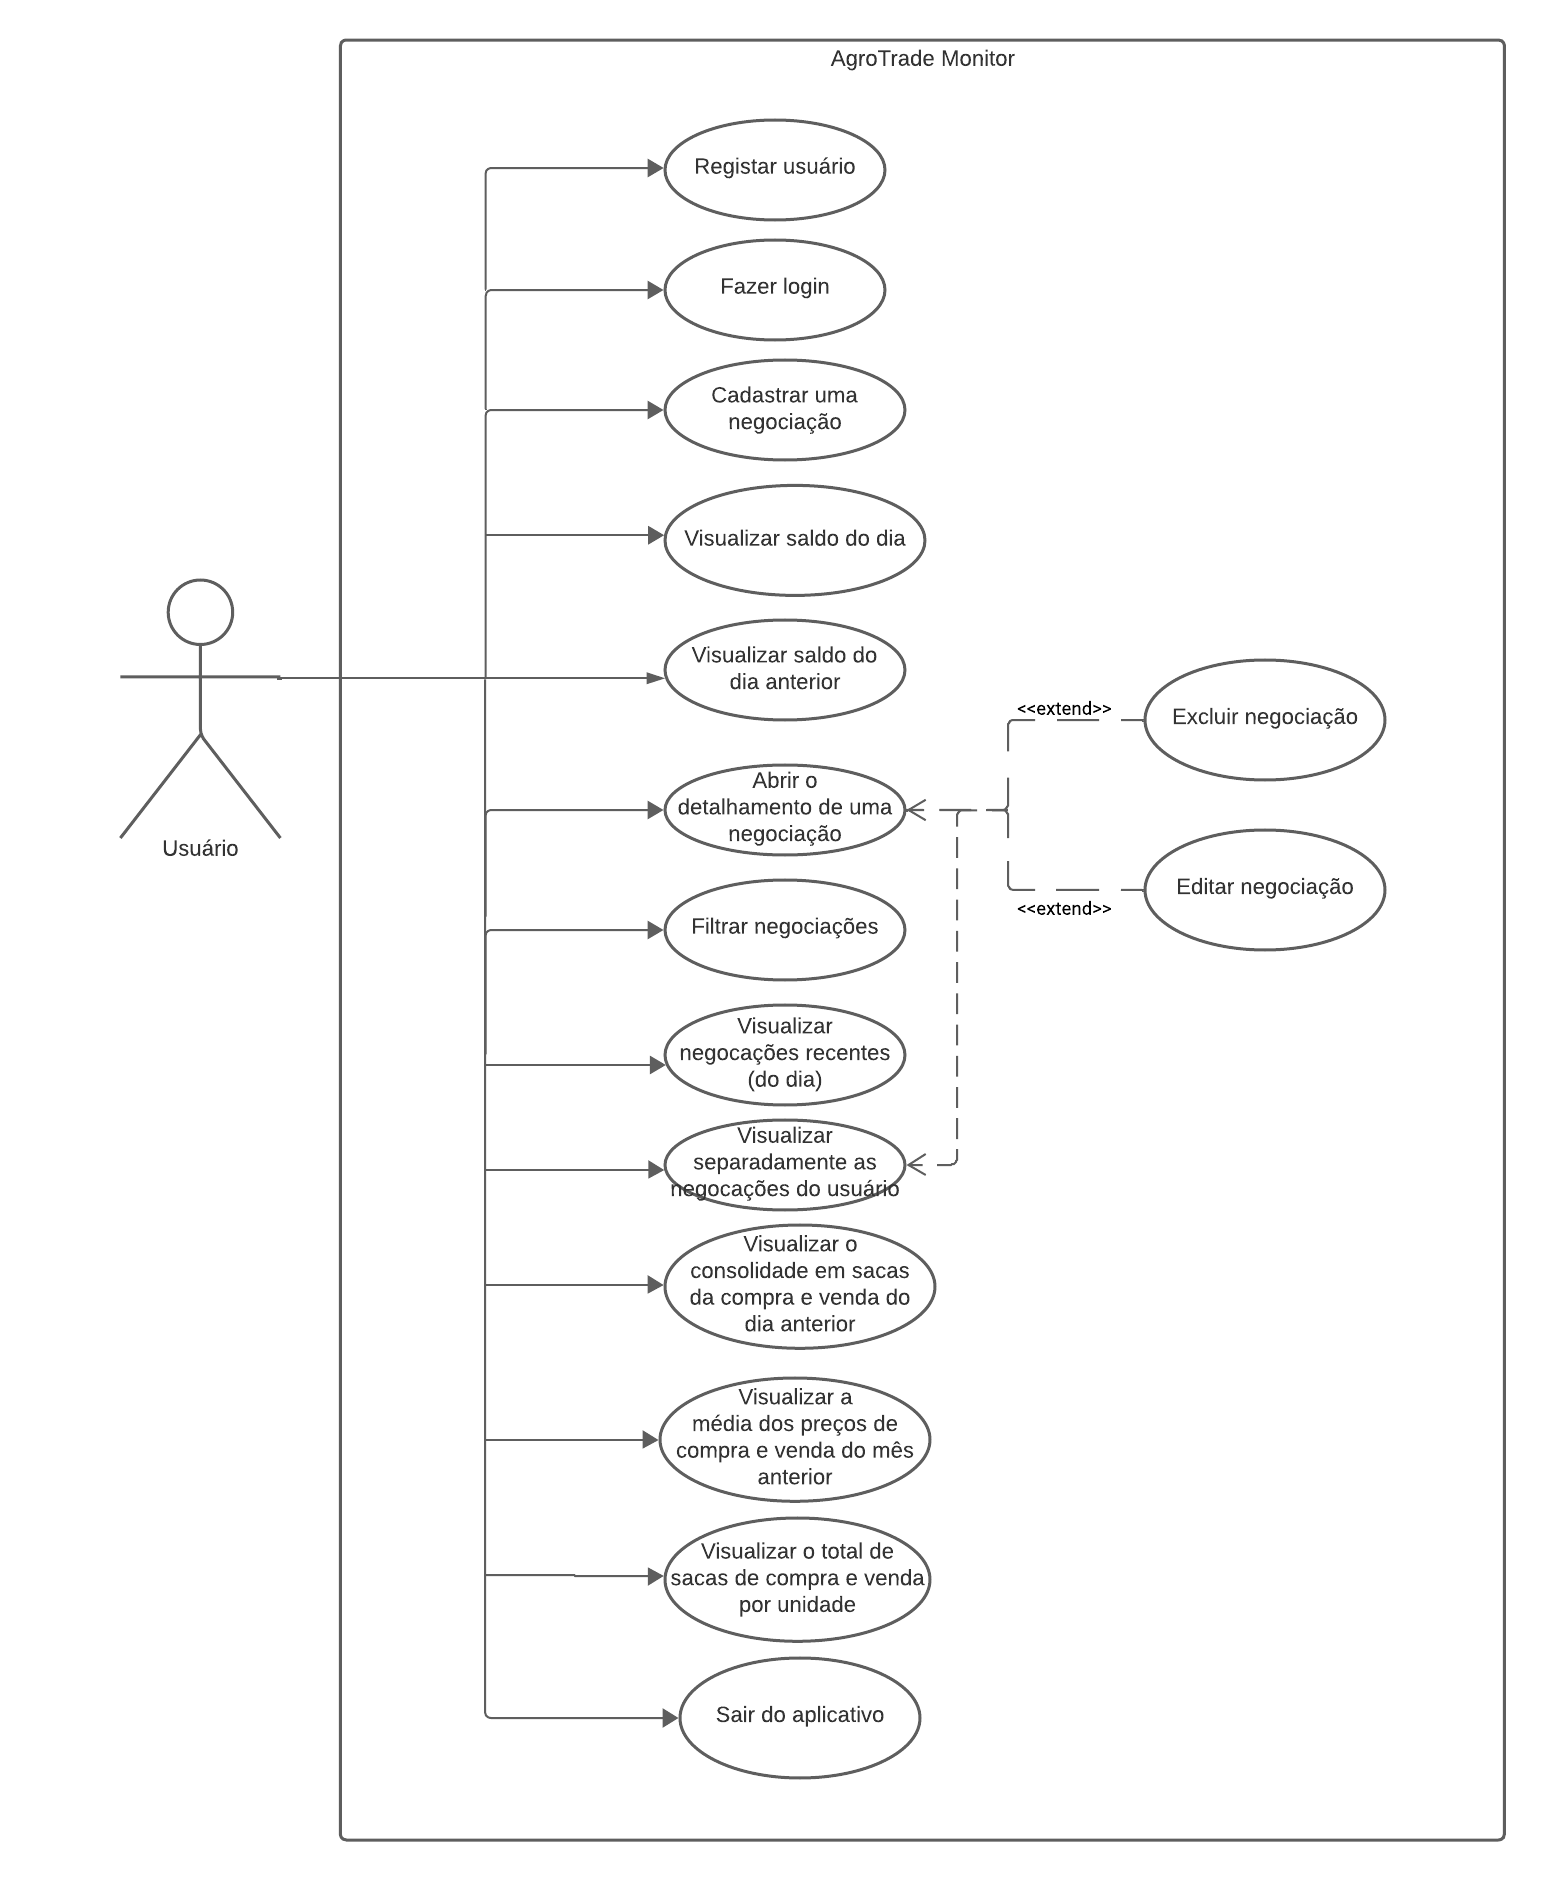 AgroTrade Monitor
Registar usuário
Fazer login
Cadastrar uma
negociação
Visualizar saldo do dia
Visualizar saldo do
dia anterior
Usuário
Abrir o
detalhamento de uma
negociação
<<extend>>
Excluir negociação
Editar negociação
<<extend>>
Filtrar negociações
Visualizar
negocações recentes
(do dia)
Visualizar
separadamente as
negocações do usuário
Visualizar o
consolidade em sacas
da compra e venda do
dia anterior
Visualizar a
média dos preços de
compra e venda do mês
anterior
Visualizar o total de
sacas de compra e venda
por unidade
Sair do aplicativo